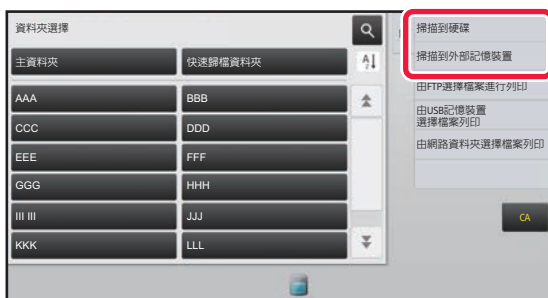 資料夾選擇
主資料夾
快速歸檔資料夾
AAA
BBB
CCC
DDD
EEE
FFF
GGG
HHH
III III
JJJ
KKK
LLL
掃描到硬碟
掃描到外部記憶裝置
由FTP選擇檔案進行列印
由USB記憶裝置
選擇檔案列印
由網路資料夾選擇檔案列印
CA